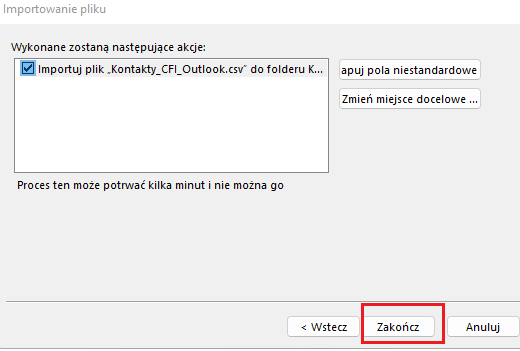 Importowanie pliku
Wykonane zostaną następujące akcje:
Importuj plik „Kontakty_CFI_Outlook.csv” do folderu K...
apuj pola niestandardowe
Zmień miejsce docelowe ...
Proces ten może potrwać kilka minut i nie można go
< Wstecz
Zakończ
Anuluj